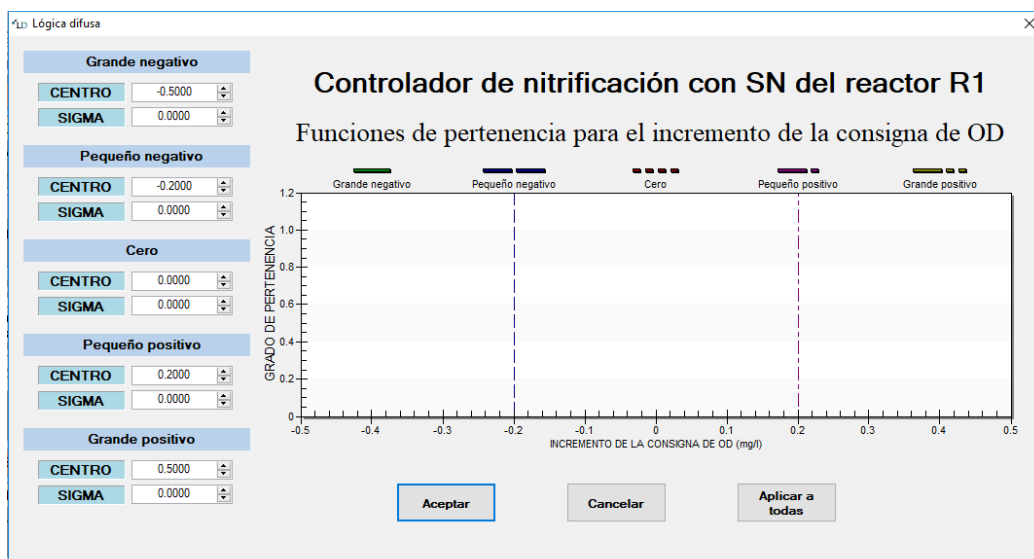 LD Lógica difusa
Grande negativo
CENTRO -0.5000
SIGMA 0.0000
Pequeño negativo
CENTRO -0.2000
SIGMA 0.0000
Cero
CENTRO 0.0000
SIGMA 0.0000
Pequeño positivo
CENTRO 0.2000
SIGMA 0.0000
Grande positivo
CENTRO 0.5000
SIGMA 0.0000
Controlador de nitrificación con SN del reactor R1
Funciones de pertenencia para el incremento de la consigna de OD
Grande negativo Pequeño negativo Cero Pequeño positivo Grande positivo
GRADO DE PERTENENCIA
1.2
1.0
0.8
0.6
0.4
0.2
0
-0.5 -0.4 -0.2 -0.1 0 0.1 0.2 0.4 0.5
INCREMENTO DE LA CONSIGNA DE OD (mg/l)
Aceptar Cancelar Aplicar a
todas